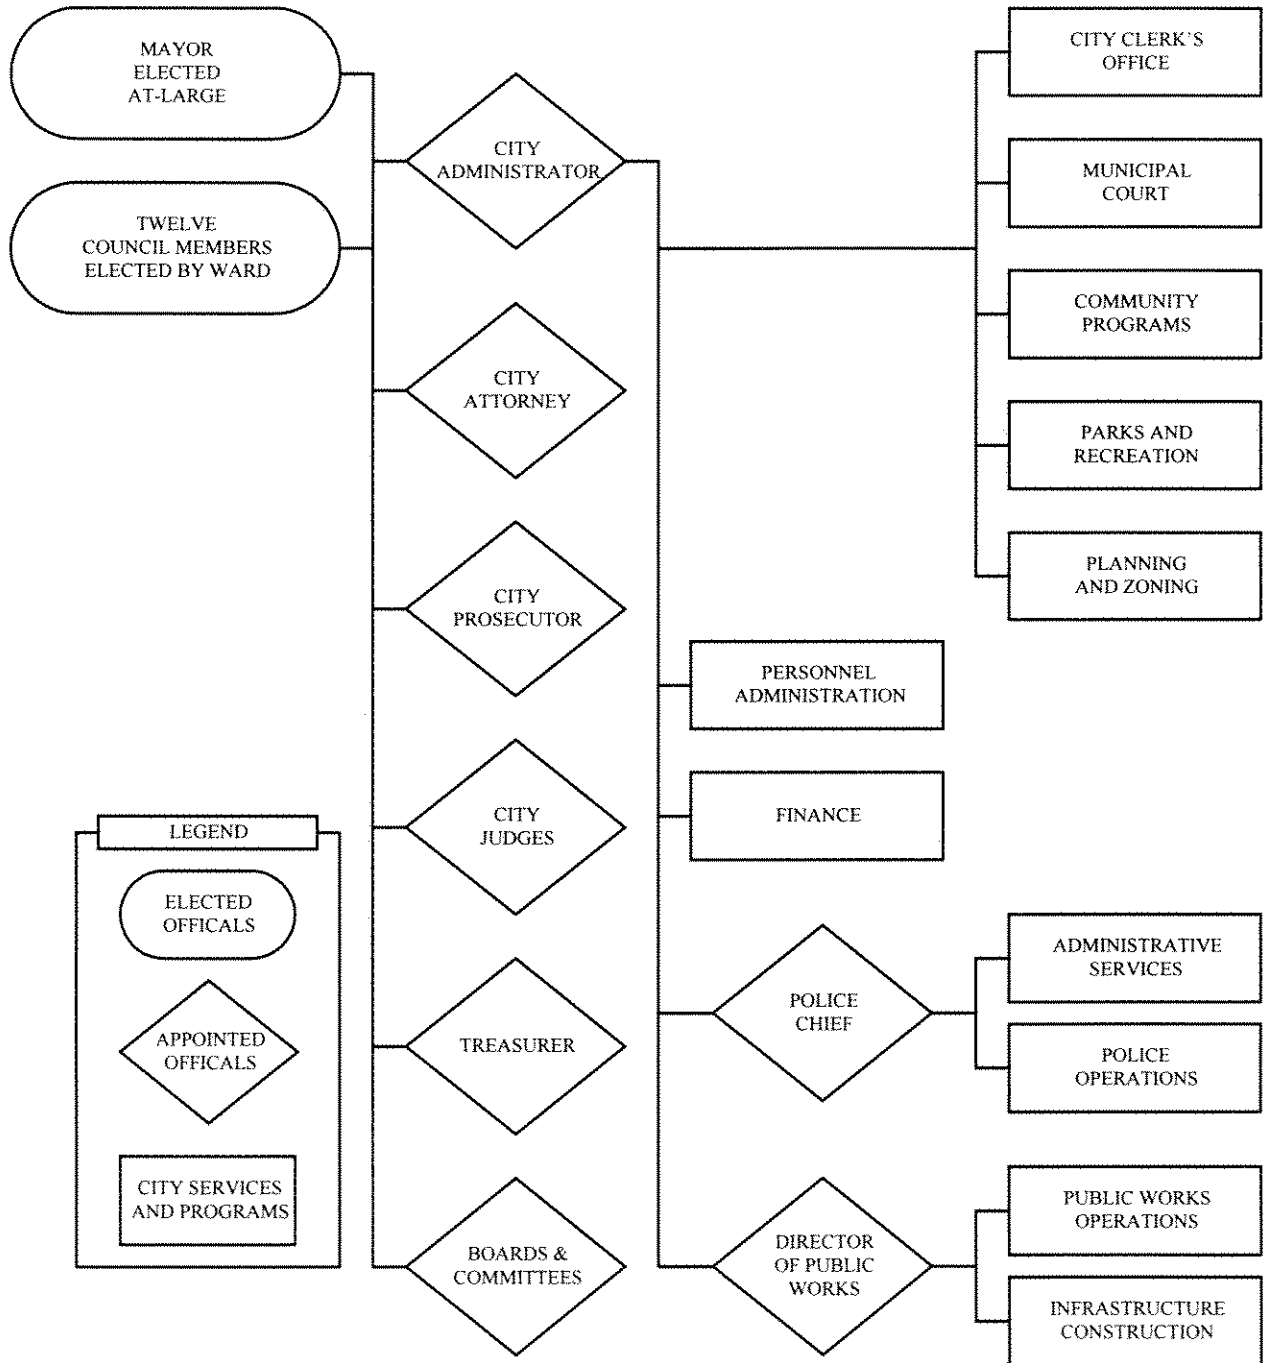 MAYOR
ELECTED
AT-LARGE
TWELVE
COUNCIL MEMBERS
ELECTED BY WARD
CITY
ADMINISTRATOR
CITY
ATTORNEY
CITY
PROSECUTOR
CITY
JUDGES
TREASURER
BOARDS &
COMMITTEES
CITY CLERK'S
OFFICE
MUNICIPAL
COURT
COMMUNITY
PROGRAMS
PARKS AND
RECREATION
PLANNING
AND ZONING
PERSONNEL
ADMINISTRATION
FINANCE
POLICE
CHIEF
ADMINISTRATIVE
SERVICES
POLICE
OPERATIONS
DIRECTOR
OF PUBLIC
WORKS
PUBLIC WORKS
OPERATIONS
INFRASTRUCTURE
CONSTRUCTION
LEGEND
ELECTED
OFFICALS
APPOINTED
OFFICALS
CITY SERVICES
AND PROGRAMS